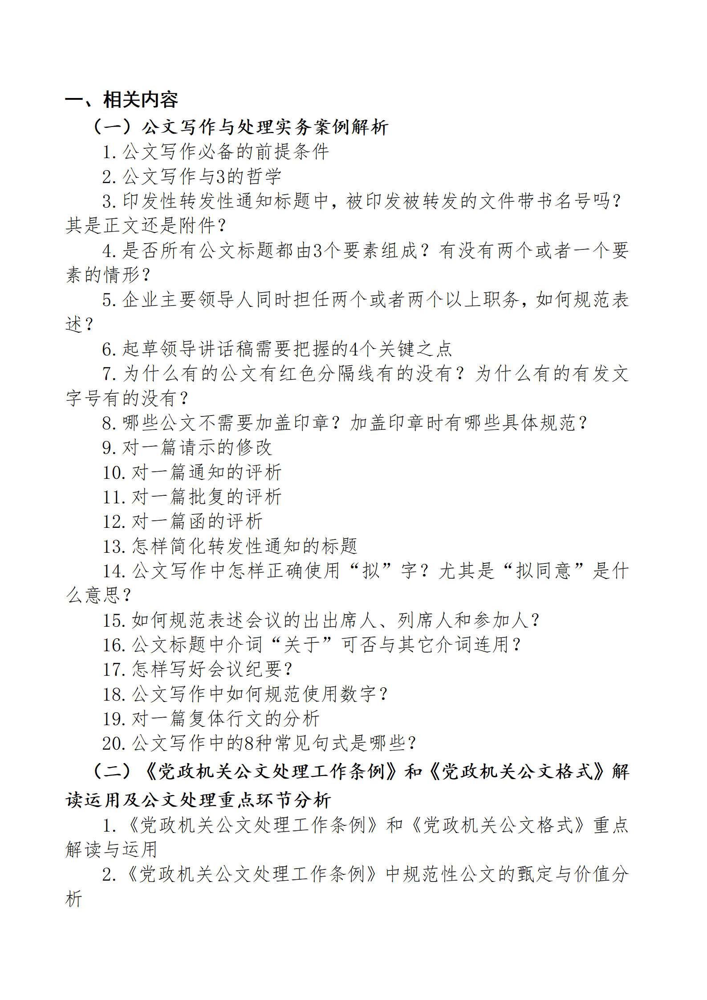 一、相关内容
（一）公文写作与处理实务案例解析
1.公文写作必备的前提条件
2.公文写作与3的哲学
3.印发性转发性通知标题中，被印发被转发的文件带书名号吗？
其是正文还是附件？
4.是否所有公文标题都由3个要素组成？有没有两个或者一个要
素的情形？
5.企业主要领导人同时担任两个或者两个以上职务，如何规范表
述？
6.起草领导讲话稿需要把握的4个关键之点
7.为什么有的公文有红色分隔线有的没有？为什么有的有发文
字号有的没有？
8.哪些公文不需要加盖印章？加盖印章时有哪些具体规范？
9.对一篇请示的修改
10.对一篇通知的评析
11.对一篇批复的评析
12.对一篇函的评析
13.怎样简化转发性通知的标题
14.公文写作中怎样正确使用“拟”字？尤其是“拟同意”是什
么意思？
15.如何规范表述会议的出出席人、列席人和参加人？
16.公文标题中介词“关于”可否与其它介词连用？
17.怎样写好会议纪要？
18.公文写作中如何规范使用数字？
19.对一篇复体行文的分析
20.公文写作中的8种常见句式是哪些？
（二）《党政机关公文处理工作条例》和《党政机关公文格式》解
读运用及公文处理重点环节分析
1.《党政机关公文处理工作条例》和《党政机关公文格式》重点
解读与运用
2.《党政机关公文处理工作条例》中规范性公文的甄定与价值分
析